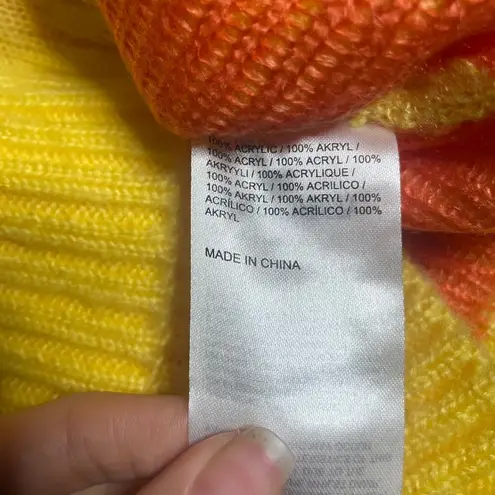 100% ACRYLIC / 100% AKRYL /
100% ACRYL / 100% ACRYL / 100%
AKRYYLI / 100% ACRYLIQUE /
100% ACRYL / 100% ACRILICO /
100% AKRYL / 100% AKRYL / 100%
ACRÍLICO / 100% ACRÍLICO / 100%
AKRYL
MADE IN CHINA